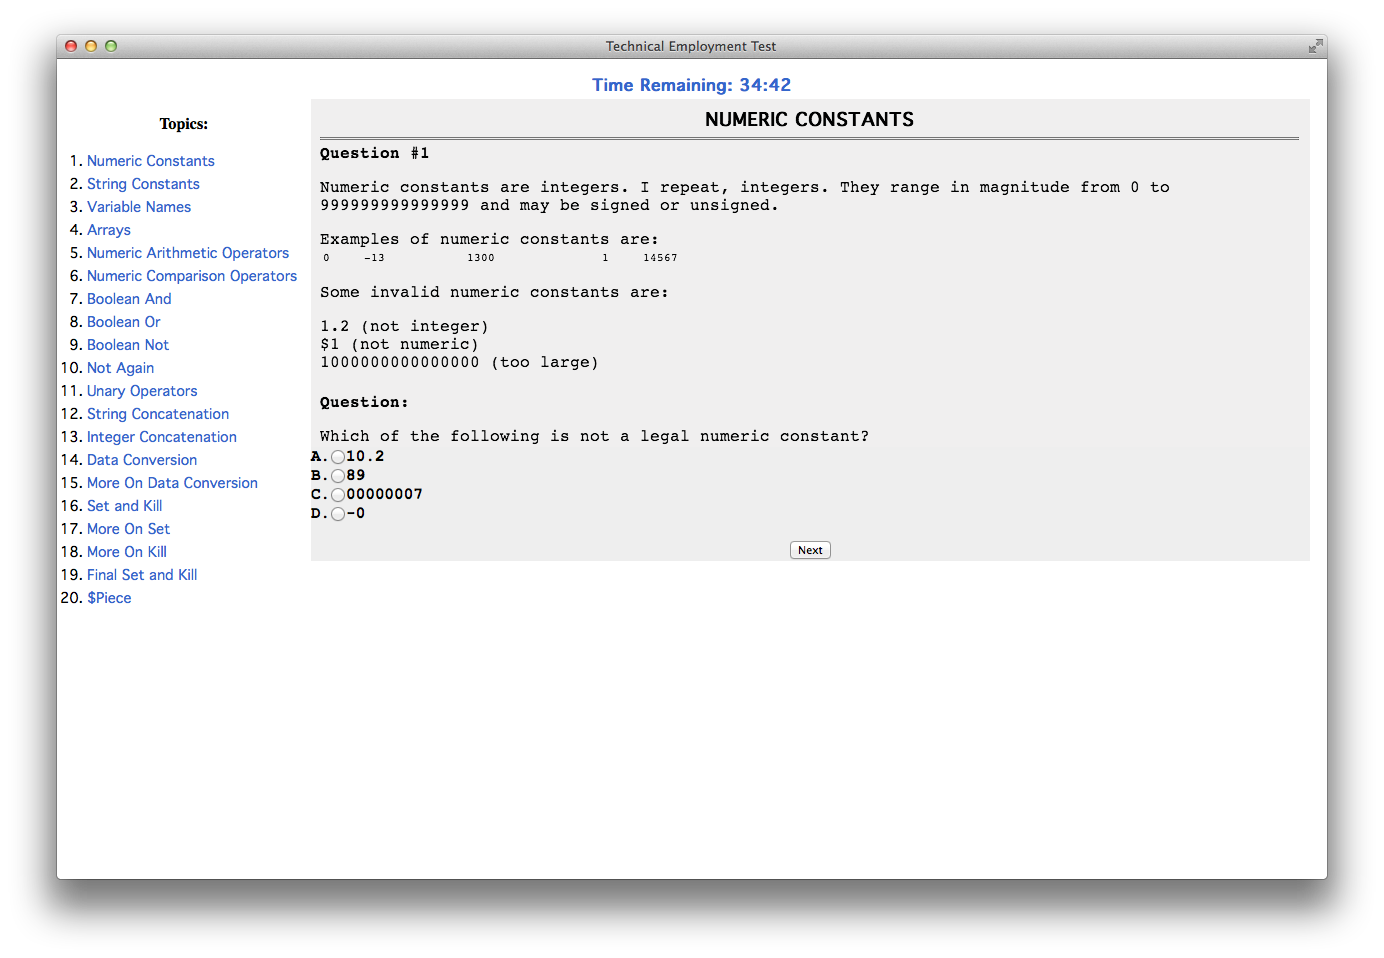 Technical Employment Test
Time Remaining: 34:42
Topics:
1. Numeric Constants
2. String Constants
3. Variable Names
4. Arrays
5. Numeric Arithmetic Operators
6. Numeric Comparison Operators
7. Boolean And
8. Boolean Or
9. Boolean Not
10. Not Again
11. Unary Operators
12. String Concatenation
13. Integer Concatenation
14. Data Conversion
15. More On Data Conversion
16. Set and Kill
17. More On Set
18. More On Kill
19. Final Set and Kill
20. $Piece
NUMERIC CONSTANTS
Question #1
Numeric constants are integers. I repeat, integers. They range in magnitude from 0 to
999999999999999 and may be signed or unsigned.
Examples of numeric constants are:
0 -13 1300 1 14567
Some invalid numeric constants are:
1.2 (not integer)
$1 (not numeric)
1000000000000000 (too large)
Question:
Which of the following is not a legal numeric constant?
A. 10.2
B. 89
C. 00000007
D. -0
Next